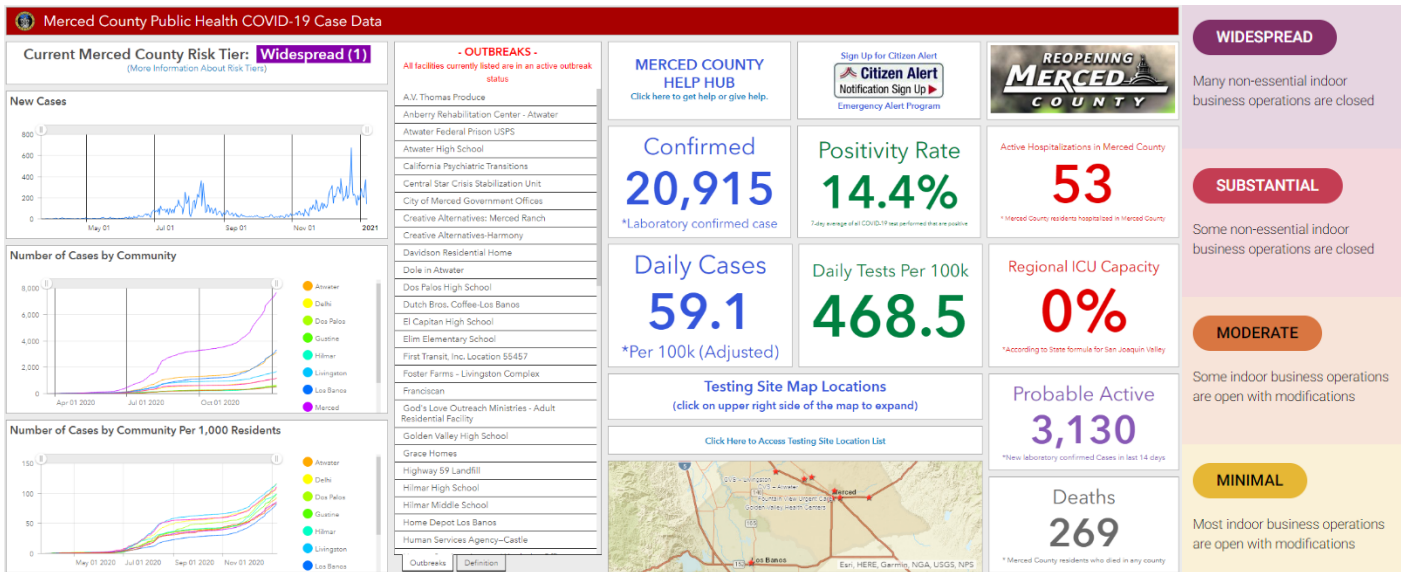 Merced County Public Health COVID-19 Case Data
Current Merced County Risk Tier: Widespread (1)
(More Information About Risk Tiers)
New Cases
800
600
400
200
0
May 01
Jul 01
Sep 01
Nov 01
2021
Number of Cases by Community
8,000
6,000
4,000
2,000
0
Apr 01 2020
Jul 01 2020
Oct 01 2020
Atwater
Delhi
Dos Palos
Gustine
Hilmar
Livingston
Los Banos
Merced
Number of Cases by Community Per 1,000 Residents
150
100
50
0
May 01 2020
Jul 01 2020
Sep 01 2020
Nov 01 2020
Atwater
Delhi
Dos Palos
Gustine
Hilmar
Livingston
Los Banos
- OUTBREAKS -
All facilities currently listed are in an active outbreak
status
A.V. Thomas Produce
Anberry Rehabilitation Center - Atwater
Atwater Federal Prison USPS
Atwater High School
California Psychiatric Transitions
Central Star Crisis Stabilization Unit
City of Merced Government Offices
Creative Alternatives: Merced Ranch
Creative Alternatives-Harmony
Davidson Residential Home
Dole in Atwater
Dos Palos High School
Dutch Bros. Coffee-Los Banos
El Capitan High School
Elim Elementary School
First Transit, Inc. Location 55457
Foster Farms - Livingston Complex
Franciscan
God's Love Outreach Ministries - Adult
Residential Facility
Golden Valley High School
Grace Homes
Highway 59 Landfill
Hilmar High School
Hilmar Middle School
Home Depot Los Banos
Human Services Agency–Castle
Outbreaks
Definition
MERCED COUNTY
HELP HUB
Click here to get help or give help.
Sign Up for Citizen Alert
Citizen Alert
Notification Sign Up
Emergency Alert Program
REOPENING
MERCED
COUNTY
Confirmed
20,915
*Laboratory confirmed case
Positivity Rate
14.4%
7-day average of all COVID-19 test performed that are positive
Active Hospitalizations in Merced County
53
* Merced County residents hospitalized in Merced County
Daily Cases
59.1
*Per 100k (Adjusted)
Daily Tests Per 100k
468.5
Regional ICU Capacity
0%
*According to State formula for San Joaquin Valley
Testing Site Map Locations
(click on upper right side of the map to expand)
Click Here to Access Testing Site Location List
5
CVS – Atwater
Merced
Fountain View Urgent Care
140
Golden Valley Health Centers
165
152
Los Banos
Esri, HERE, Garmin, NGA, USGS, NPS
Probable Active
3,130
*New laboratory confirmed Cases in last 14 days
Deaths
269
* Merced County residents who died in any county
WIDESPREAD
Many non-essential indoor
business operations are closed
SUBSTANTIAL
Some non-essential indoor
business operations are closed
MODERATE
Some indoor business operations
are open with modifications
MINIMAL
Most indoor business operations
are open with modifications